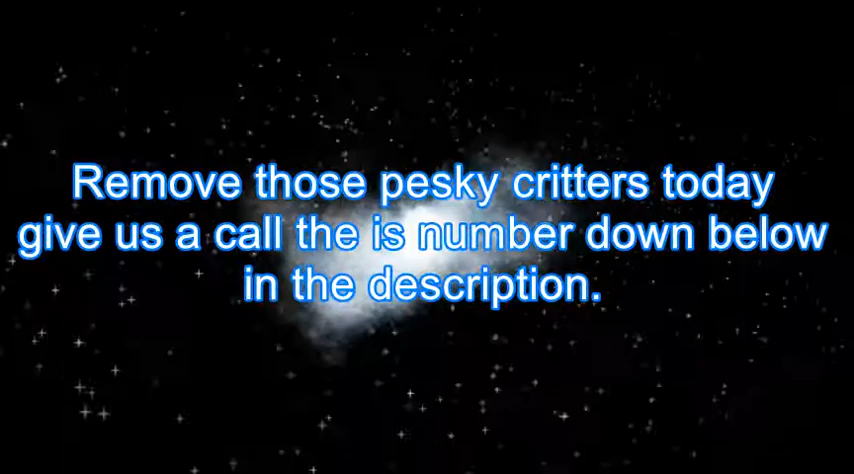 Remove those pesky critters today
give us a call the is number down below
in the description.